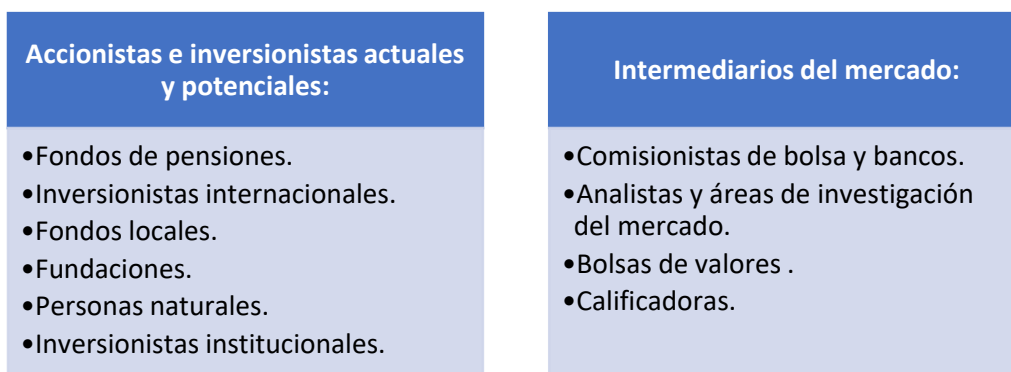 Accionistas e inversionistas actuales
y potenciales:
•Fondos de pensiones.
•Inversionistas internacionales.
•Fondos locales.
•Fundaciones.
•Personas naturales.
•Inversionistas institucionales.
Intermediarios del mercado:
•Comisionistas de bolsa y bancos.
•Analistas y áreas de investigación
del mercado.
•Bolsas de valores .
•Calificadoras.